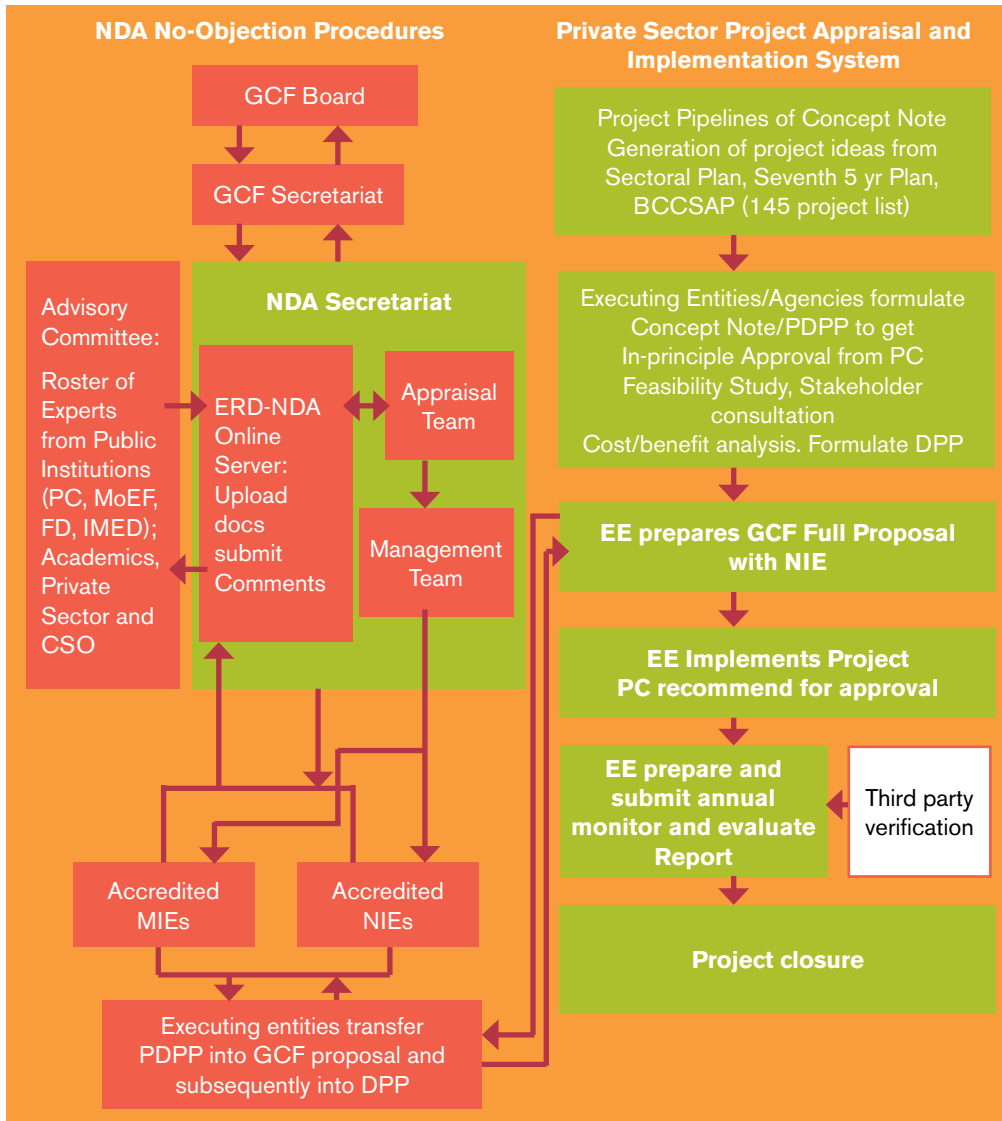 NDA No-Objection Procedures
GCF Board
GCF Secretariat
Advisory
Committee:
Roster of
Experts
from Public
Institutions
(PC, MoEF,
FD, IMED);
Academics,
Private
Sector and
CSO
NDA Secretariat
ERD-NDA
Online
Server:
Upload
docs
submit
Comments
Appraisal
Team
Management
Team
Accredited
MIEs
Accredited
NIEs
Executing entities transfer
PDPP into GCF proposal and
subsequently into DPP
Private Sector Project Appraisal and
Implementation System
Project Pipelines of Concept Note
Generation of project ideas from
Sectoral Plan, Seventh 5 yr Plan,
BCCSAP (145 project list)
Executing Entities/Agencies formulate
Concept Note/PDPP to get
In-principle Approval from PC
Feasibility Study, Stakeholder
consultation
Cost/benefit analysis. Formulate DPP
EE prepares GCF Full Proposal
with NIE
EE Implements Project
PC recommend for approval
EE prepare and
submit annual
monitor and evaluate
Report
Third party
verification
Project closure